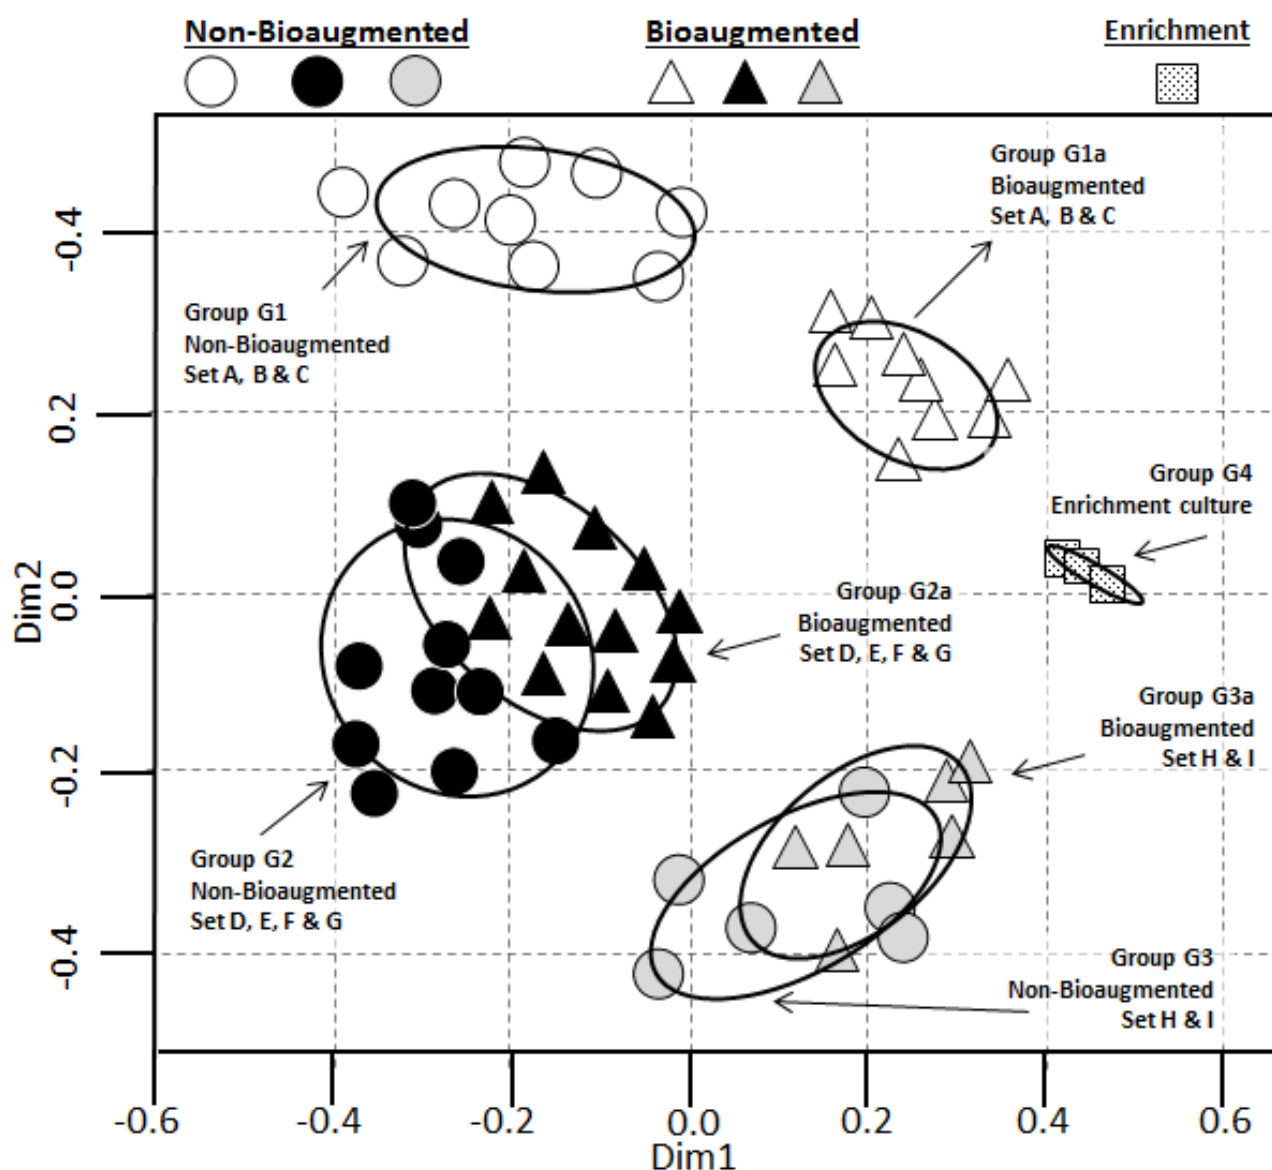 Non-Bioaugmented
Bioaugmented
Enrichment
Group G1a
Bioaugmented
Set A, B & C
-0.4
Group G1
Non-Bioaugmented
Set A, B & C
0.2
Group G4
Enrichment culture
Dim2
0.0
Group G2a
Bioaugmented
Set D, E, F & G
Group G3a
Bioaugmented
Set H & I
-0.2
Group G2
Non-Bioaugmented
Set D, E, F & G
-0.4
Group G3
Non-Bioaugmented
Set H & I
-0.6 -0.4 -0.2 0.0 0.2 0.4 0.6
Dim1